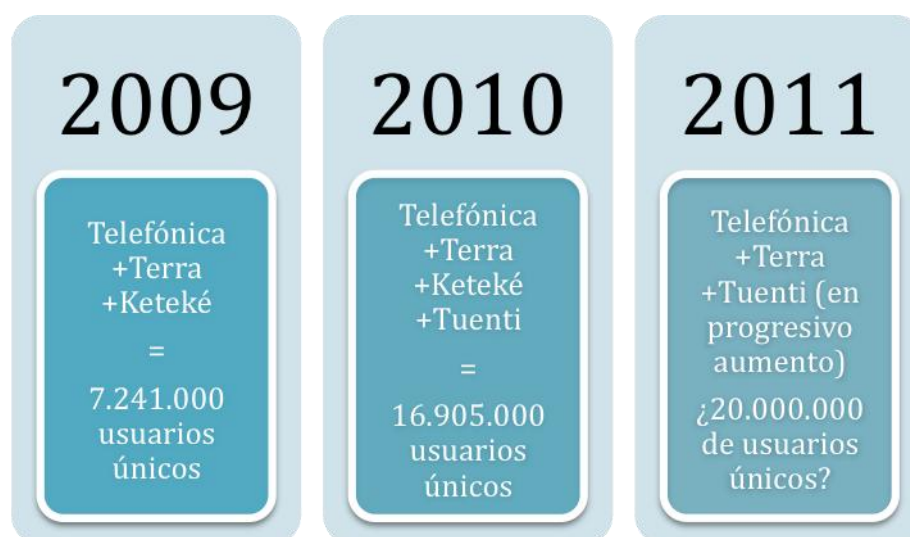 2009
Telefónica
+Terra
+Keteké
=
7.241.000
usuarios
únicos
2010
Telefónica
+Terra
+Keteké
+Tuenti
=
16.905.000
usuarios
únicos
2011
Telefónica
+Terra
+Tuenti (en
progresivo
aumento)
¿20.000.000
de usuarios
únicos?